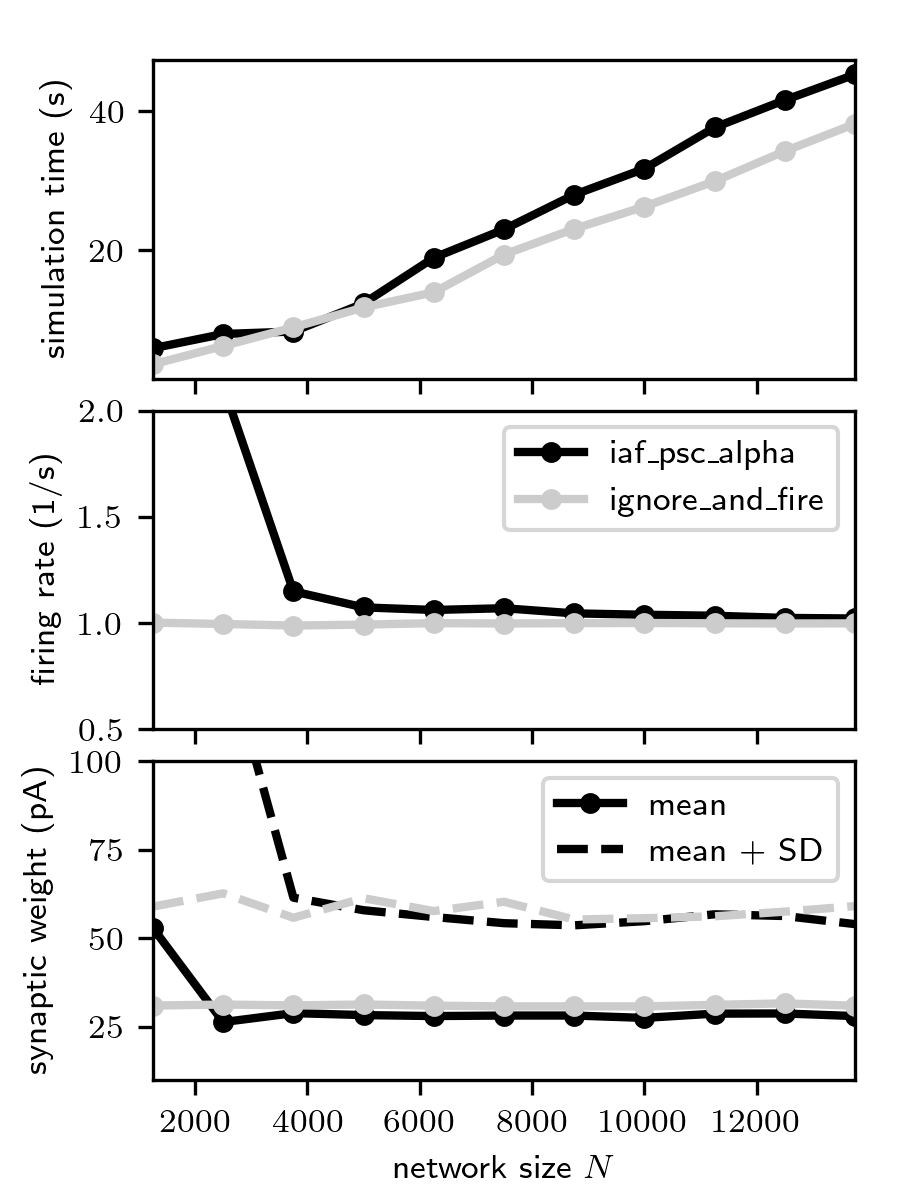 simulation time (s)
40
20
firing rate (1/s)
2.0
1.5
1.0
0.5
iaf_psc_alpha
ignore_and_fire
synaptic weight (pA)
100
75
50
25
mean
mean + SD
2000 4000 6000 8000 10000 12000
network size N